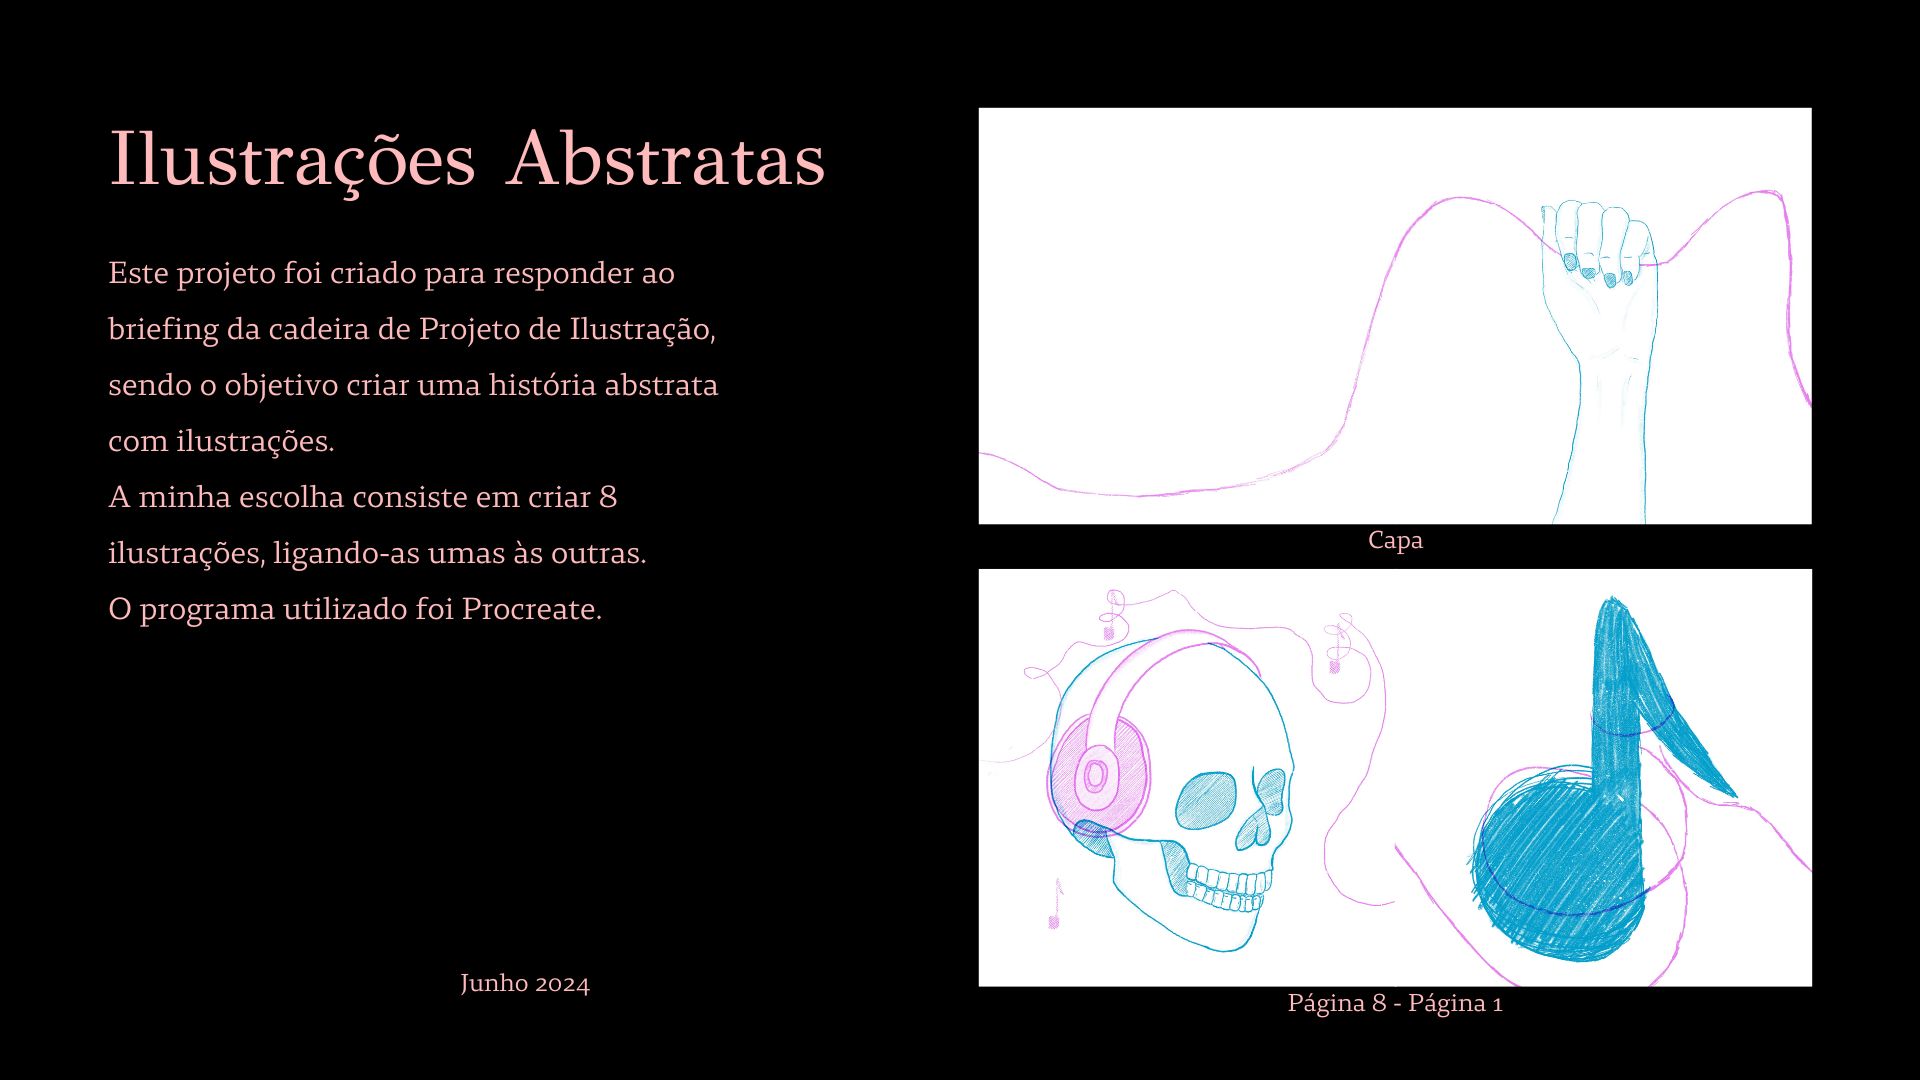 Ilustrações Abstratas
Este projeto foi criado para responder ao
briefing da cadeira de Projeto de Ilustração,
sendo o objetivo criar uma história abstrata
com ilustrações.
A minha escolha consiste em criar 8
ilustrações, ligando-as umas às outras.
O programa utilizado foi Procreate.
Junho 2024
Capa
Página 8 - Página 1